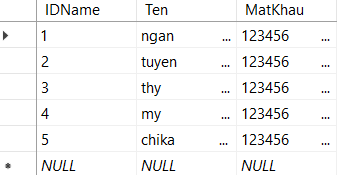 IDName Ten MatKhau
1 ngan ... 123456 ...
2 tuyen ... 123456 ...
3 thy ... 123456 ...
4 my ... 123456 ...
5 chika ... 123456 ...
NULL NULL NULL